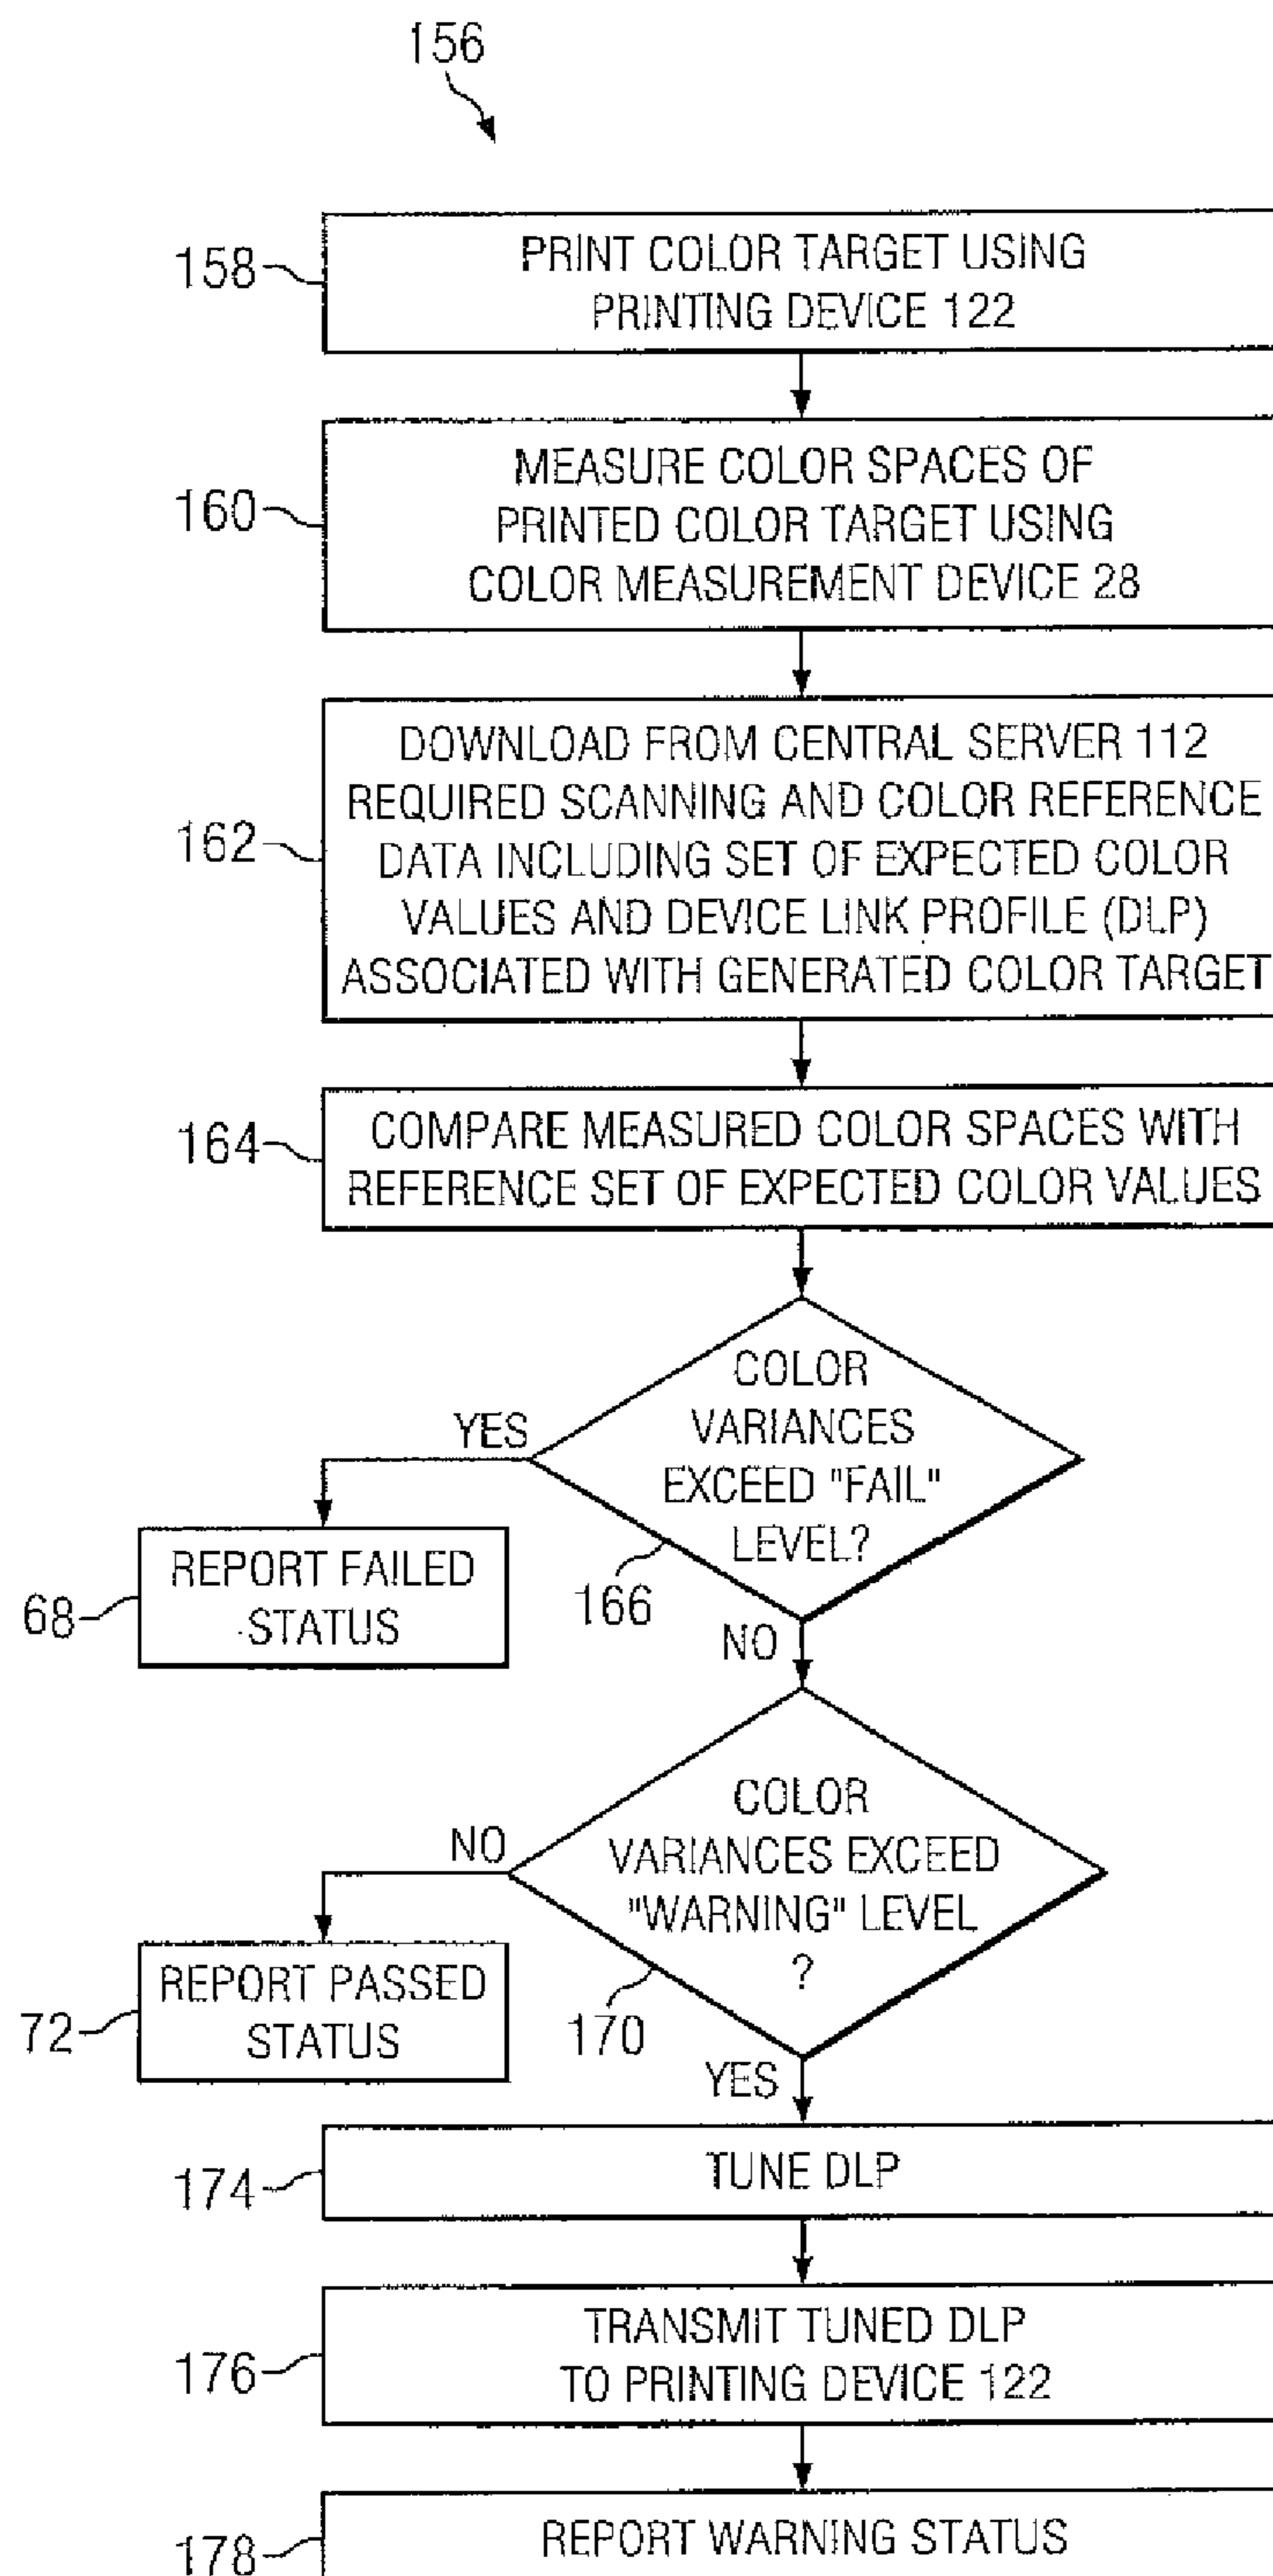 156
158
PRINT COLOR TARGET USING
PRINTING DEVICE 122
160
MEASURE COLOR SPACES OF
PRINTED COLOR TARGET USING
COLOR MEASUREMENT DEVICE 28
162
DOWNLOAD FROM CENTRAL SERVER 112
REQUIRED SCANNING AND COLOR REFERENCE
DATA INCLUDING SET OF EXPECTED COLOR
VALUES AND DEVICE LINK PROFILE (DLP)
ASSOCIATED WITH GENERATED COLOR TARGET
164
COMPARE MEASURED COLOR SPACES WITH
REFERENCE SET OF EXPECTED COLOR VALUES
COLOR
VARIANCES
EXCEED "FAIL"
LEVEL?
YES
166
NO
68
REPORT FAILED
STATUS
COLOR
VARIANCES EXCEED
"WARNING" LEVEL
?
NO
170
YES
72
REPORT PASSED
STATUS
174
TUNE DLP
176
TRANSMIT TUNED DLP
TO PRINTING DEVICE 122
178
REPORT WARNING STATUS